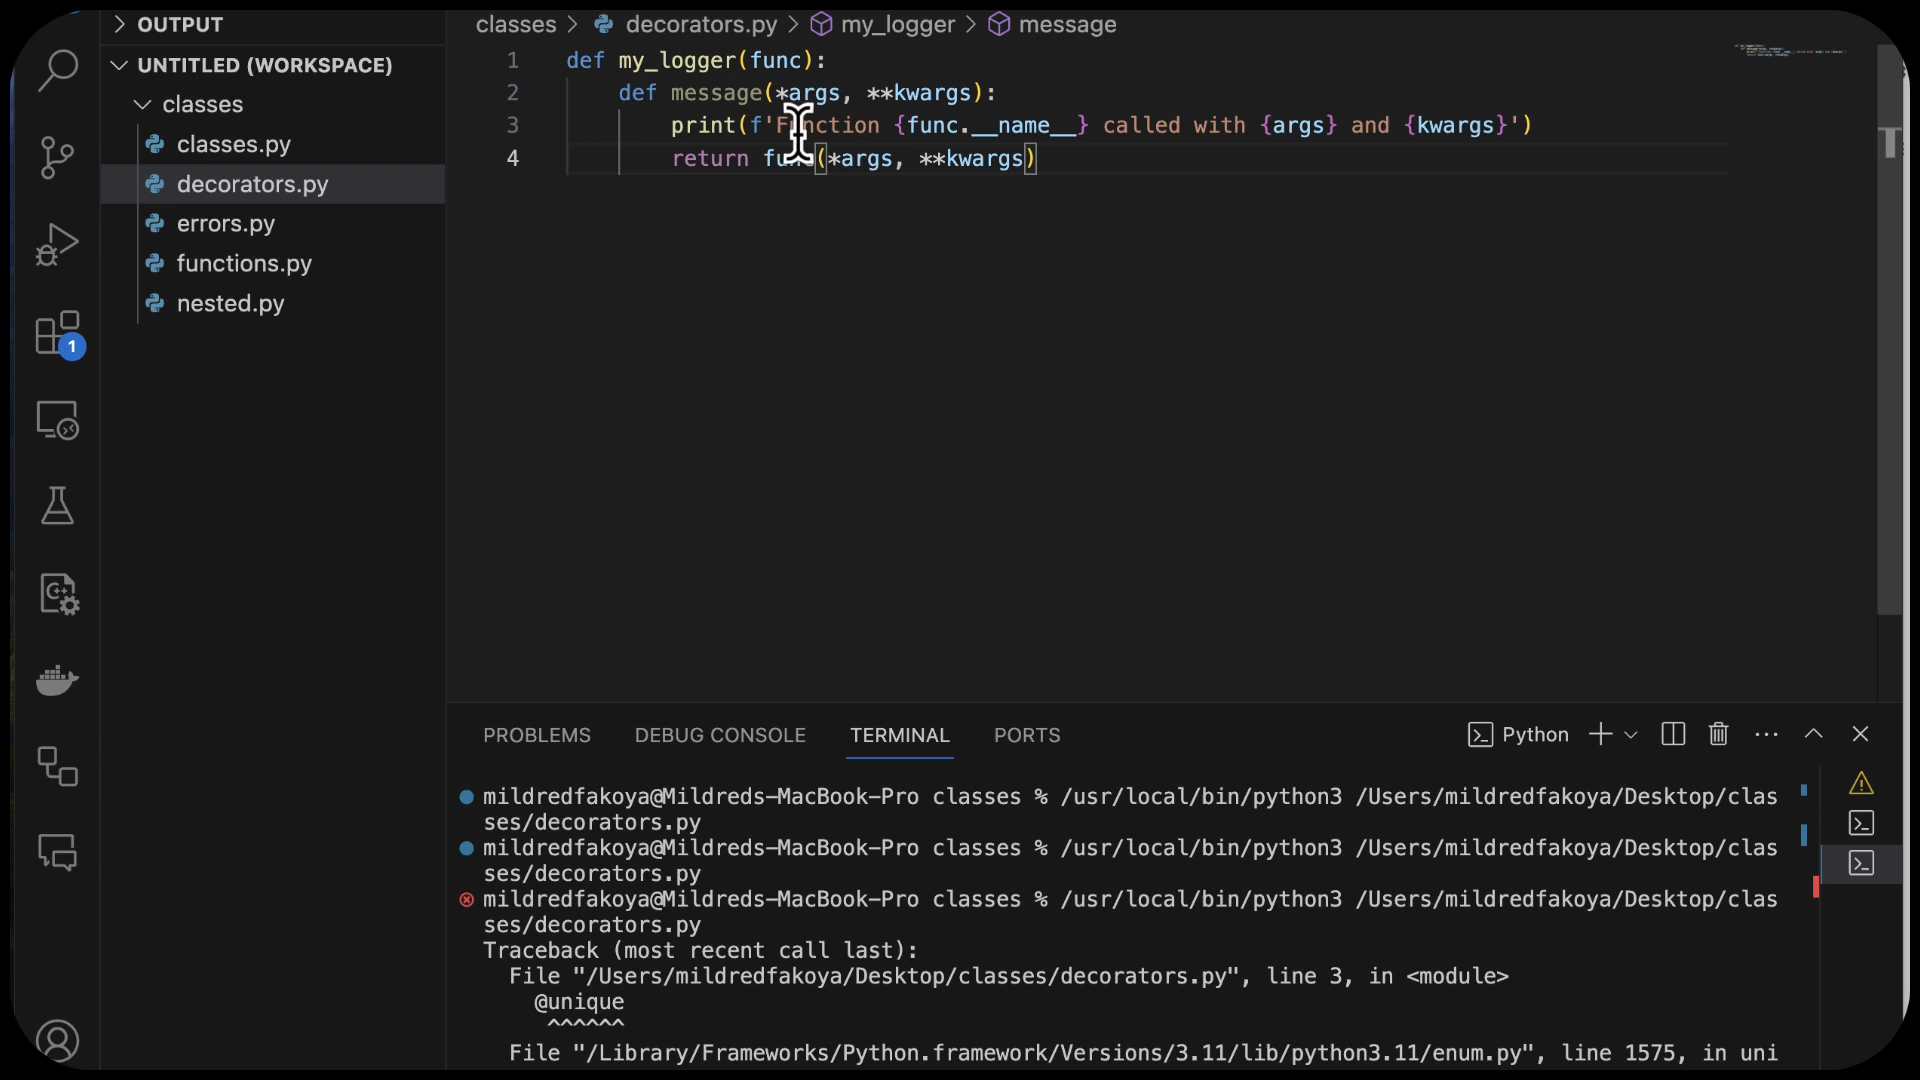 OUTPUT
UNTITLED (WORKSPACE)
classes
classes.py
decorators.py
errors.py
functions.py
nested.py
1
classes > decorators.py > my_logger > message
1 def my_logger(func):
2 def message(*args, **kwargs):
3 print(f'Function {func.__name__} called with {args} and {kwargs}')
4 return func(*args, **kwargs)
PROBLEMS DEBUG CONSOLE TERMINAL PORTS Python
mildredfakoya@Mildreds-MacBook-Pro classes % /usr/local/bin/python3 /Users/mildredfakoya/Desktop/clas
ses/decorators.py
mildredfakoya@Mildreds-MacBook-Pro classes % /usr/local/bin/python3 /Users/mildredfakoya/Desktop/clas
ses/decorators.py
mildredfakoya@Mildreds-MacBook-Pro classes % /usr/local/bin/python3 /Users/mildredfakoya/Desktop/clas
ses/decorators.py
Traceback (most recent call last):
File "/Users/mildredfakoya/Desktop/classes/decorators.py", line 3, in <module>
@unique
^^^^^^
File "/Library/Frameworks/Python.framework/Versions/3.11/lib/python3.11/enum.py", line 1575, in uni